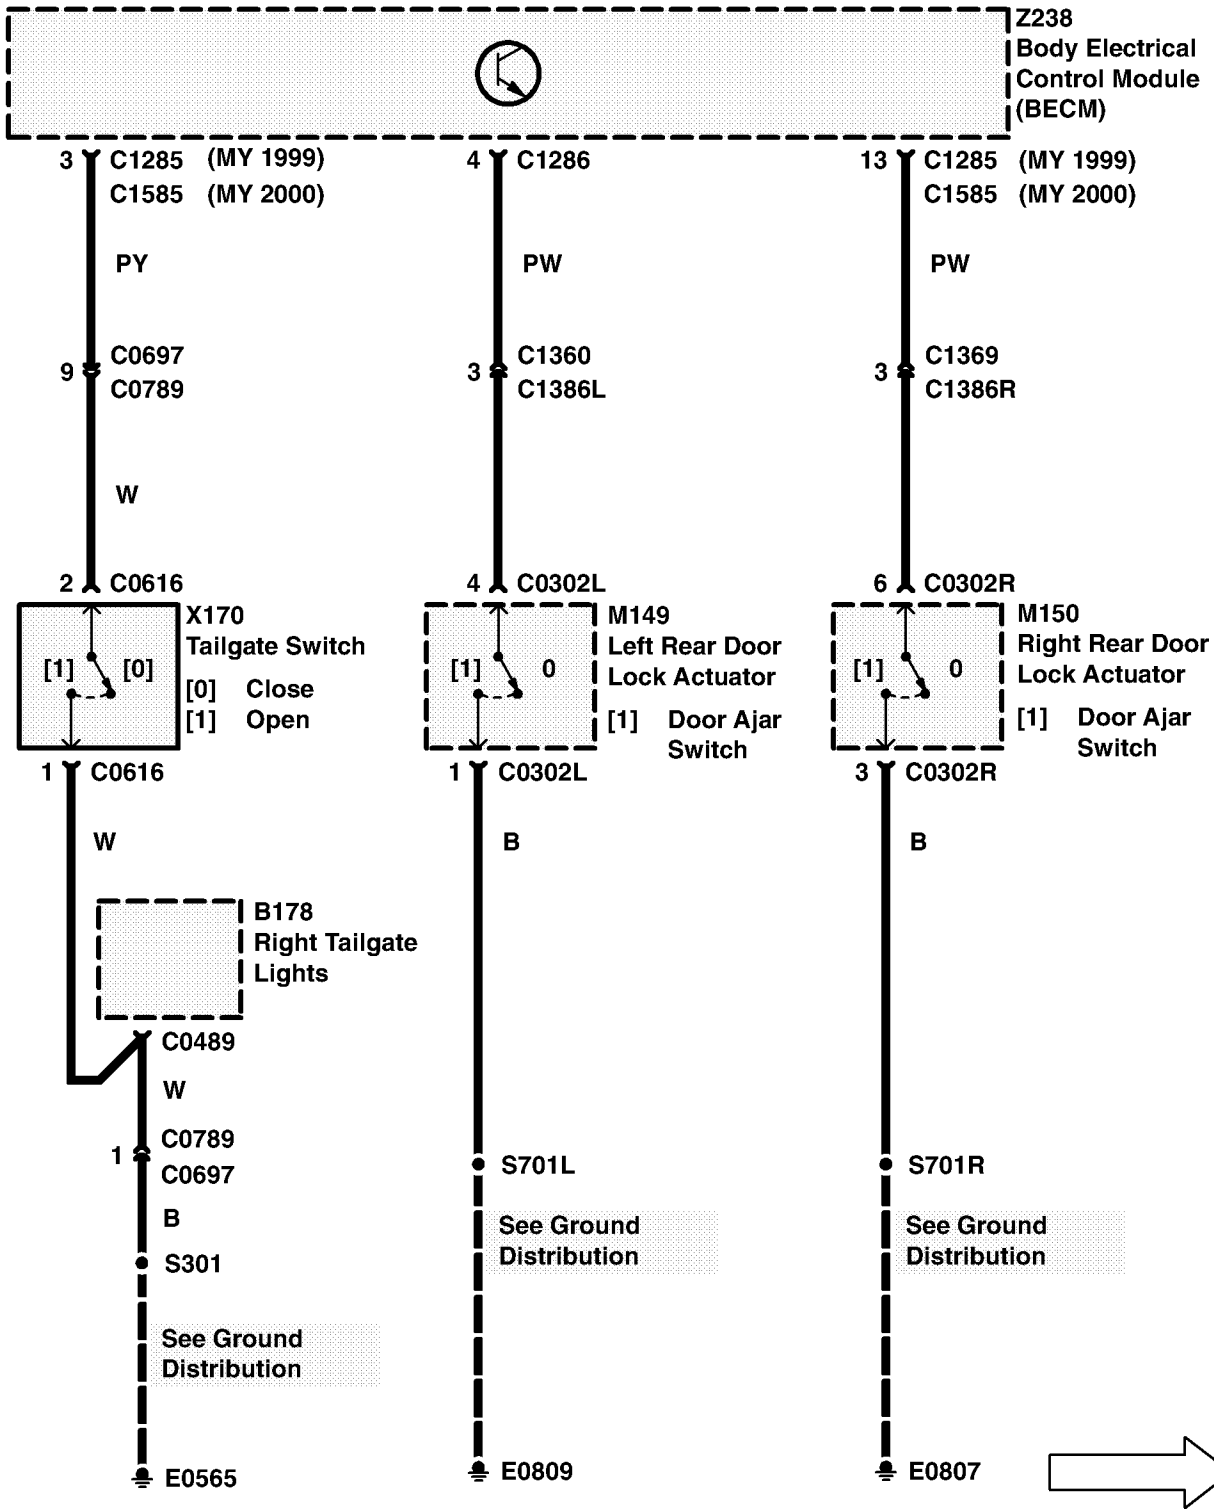 Z238
Body Electrical
Control Module
(BECM)
3 C1285 (MY 1999)
C1585 (MY 2000)
4 C1286
13 C1285 (MY 1999)
C1585 (MY 2000)
PY
PW
PW
9 C0697
C0789
3 C1360
C1386L
3 C1369
C1386R
W
2 C0616
4 C0302L
6 C0302R
X170
Tailgate Switch
[0] Close
[1] Open
[1] [0]
M149
Left Rear Door
Lock Actuator
[1] Door Ajar
Switch
[1] 0
M150
Right Rear Door
Lock Actuator
[1] Door Ajar
Switch
[1] 0
1 C0616
1 C0302L
3 C0302R
W
B
B
B178
Right Tailgate
Lights
C0489
W
1 C0789
C0697
B
S301
S701L
S701R
See Ground
Distribution
See Ground
Distribution
See Ground
Distribution
E0565
E0809
E0807